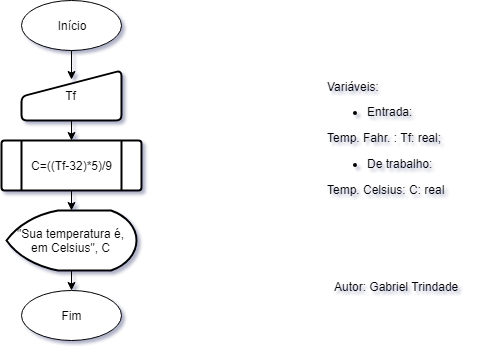 Início
Tf
C=((Tf-32)*5)/9
"Sua temperatura é,
em Celsius", C
Fim
Variáveis:
• Entrada:
Temp. Fahr. : Tf: real;
• De trabalho:
Temp. Celsius: C: real
Autor: Gabriel Trindade